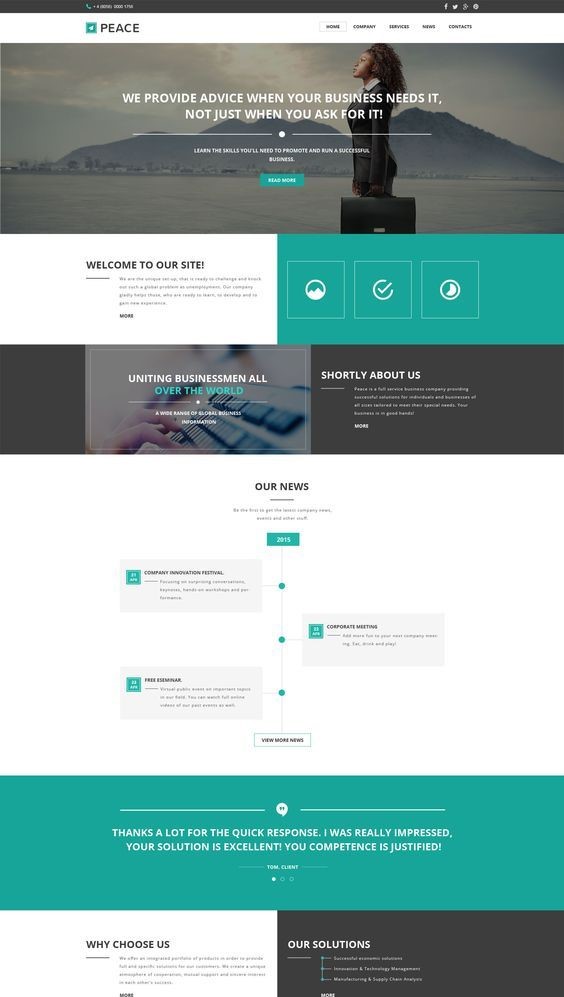 + 4 (8056) 0000 1756
PEACE
HOME COMPANY SERVICES NEWS CONTACTS
WE PROVIDE ADVICE WHEN YOUR BUSINESS NEEDS IT,
NOT JUST WHEN YOU ASK FOR IT!
LEARN THE SKILLS YOU'LL NEED TO PROMOTE AND RUN A SUCCESSFUL
BUSINESS.
READ MORE
WELCOME TO OUR SITE!
We are the unique set up, that is ready to challenge and knock
out such a global problem as unemployment. Our company
gladly helps those, who are ready to learn, to develop and to
gain new experience.
MORE
UNITING BUSINESSMEN ALL
OVER THE WORLD
A WIDE RANGE OF GLOBAL BUSINESS
INFORMATION
SHORTLY ABOUT US
Peace is a full service business company providing
successful solutions for individuals and businesses of
all sizes tailored to meet their special needs. Your
business is in good hands!
MORE
OUR NEWS
Be the first to get the latest company news,
events and other stuff.
2015
21
APR
COMPANY INNOVATION FESTIVAL.
Focusing on surprising conversations,
keynotes, hands-on workshops and per-
formance.
23
APR
CORPORATE MEETING
Add more fun to your next company meet-
ing. Eat, drink and play!
23
APR
FREE ESEMINAR.
Virtual public event on important topics
in our field. You can watch full online
videos of our past events as well.
VIEW MORE NEWS
THANKS A LOT FOR THE QUICK RESPONSE. I WAS REALLY IMPRESSED,
YOUR SOLUTION IS EXCELLENT! YOU COMPETENCE IS JUSTIFIED!
TOM, CLIENT
WHY CHOOSE US
We offer an integrated portfolio of products in order to provide
full and specific solutions for our customers. We create a unique
atmosphere of cooperation, mutual support and sincere interest
in each other's success.
MORE
OUR SOLUTIONS
Successful economic solutions
Innovation & Technology Management
Manufacturing & Supply Chain Analysis
MORE